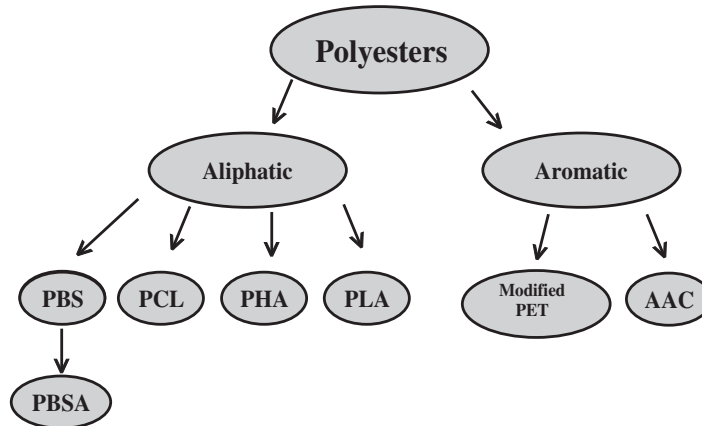 Polyesters
Aliphatic
Aromatic
PBS
PCL
PHA
PLA
Modified
PET
AAC
PBSA